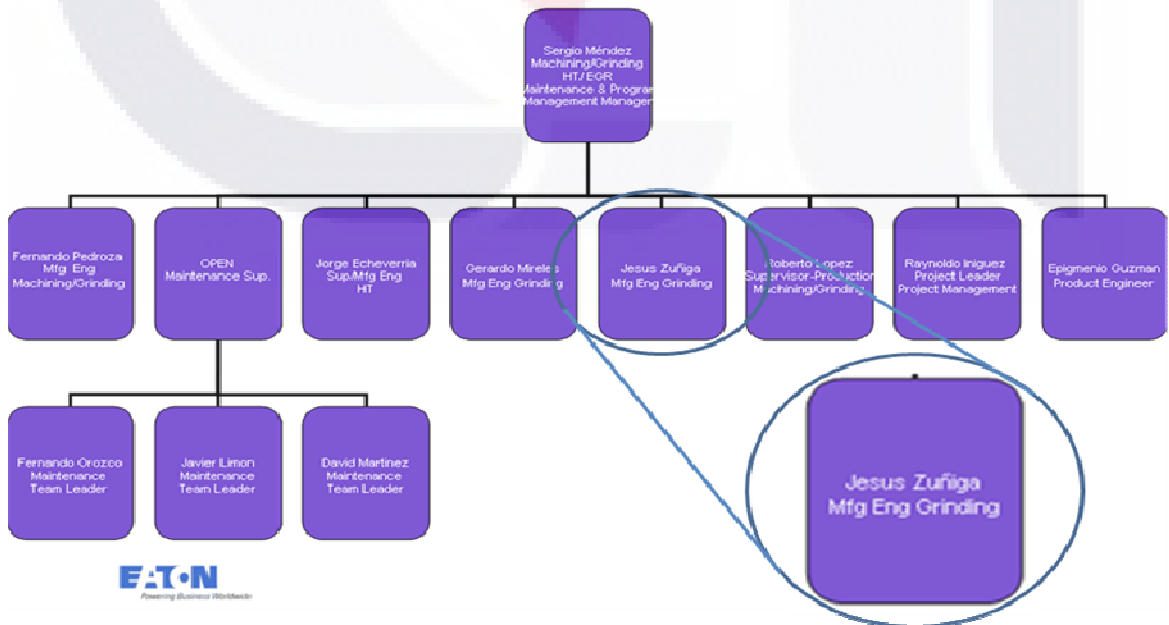 Sergio Méndez
Machining/Grinding
HT/ EGR
Maintenance & Program
Management Manager
Fernando Pedroza
Mfg Eng
Machining/Grinding
OPEN
Maintenance Sup.
Jorge Echeverria
Sup/Mfg Eng
HT
Gerardo Mireles
Mfg Eng Grinding
Jesus Zuñiga
Mfg Eng Grinding
Roberto Lopez
Supervisor-Production
Machining/Grinding
Raynoldo Iniguez
Project Leader
Project Management
Epigmenio Guzman
Product Engineer
Fernando Orozco
Maintenance
Team Leader
Javier Limon
Maintenance
Team Leader
David Martinez
Maintenance
Team Leader
Jesus Zuñiga
Mfg Eng Grinding
EATON
Powering Business Worldwide